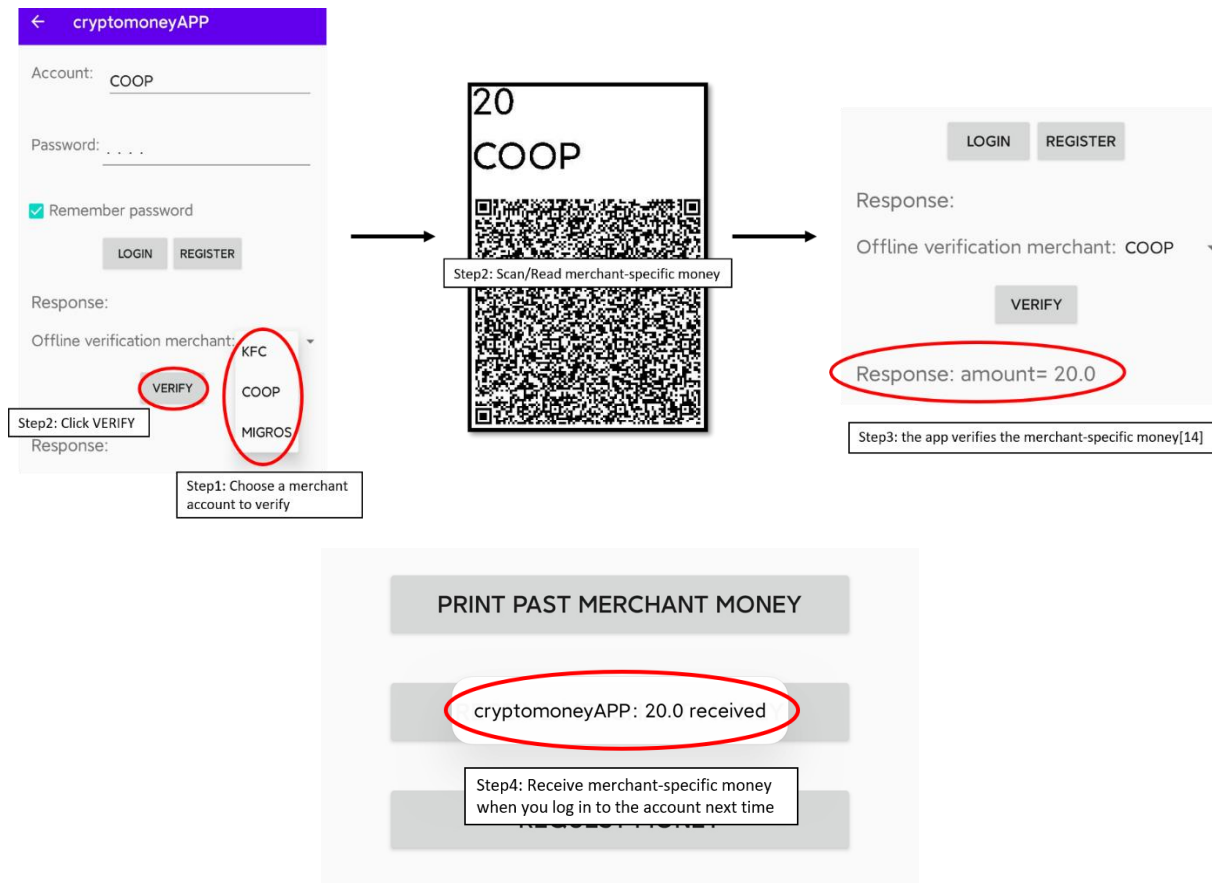 ← cryptomoneyAPP
Account: COOP
Password: . . . .
Remember password
LOGIN REGISTER
Response:
Offline verification merchant:
KFC
COOP
MIGROS
VERIFY
Step2: Click VERIFY
Response:
Step1: Choose a merchant
account to verify
20
COOP
Step2: Scan/Read merchant-specific money
LOGIN REGISTER
Response:
Offline verification merchant: COOP
VERIFY
Response: amount= 20.0
Step3: the app verifies the merchant-specific money[14]
PRINT PAST MERCHANT MONEY
cryptomoneyAPP: 20.0 received
Step4: Receive merchant-specific money
when you log in to the account next time
REQUEST MONEY